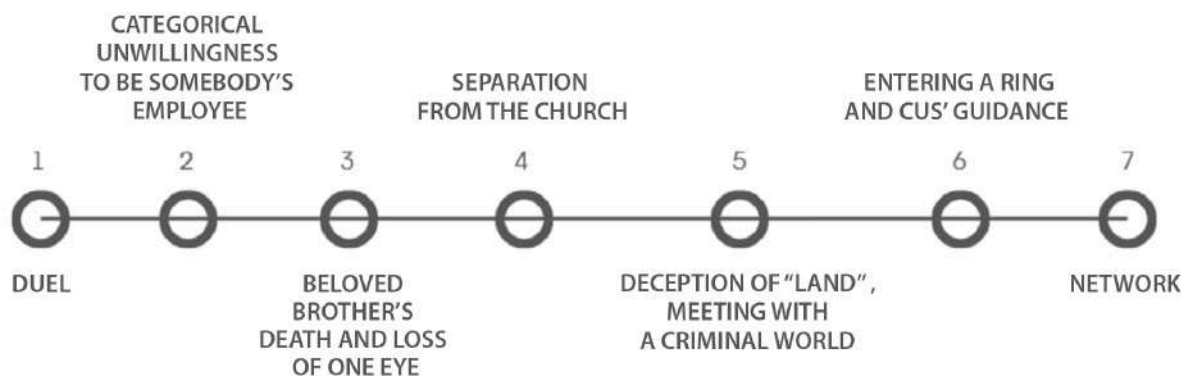 CATEGORICAL
UNWILLINGNESS
TO BE SOMEBODY'S
EMPLOYEE
SEPARATION
FROM THE CHURCH
ENTERING A RING
AND CUS' GUIDANCE
1
2
3
4
5
6
7
DUEL
BELOVED
BROTHER'S
DEATH AND LOSS
OF ONE EYE
DECEPTION OF "LAND" ,
MEETING WITH
A CRIMINAL WORLD
NETWORK